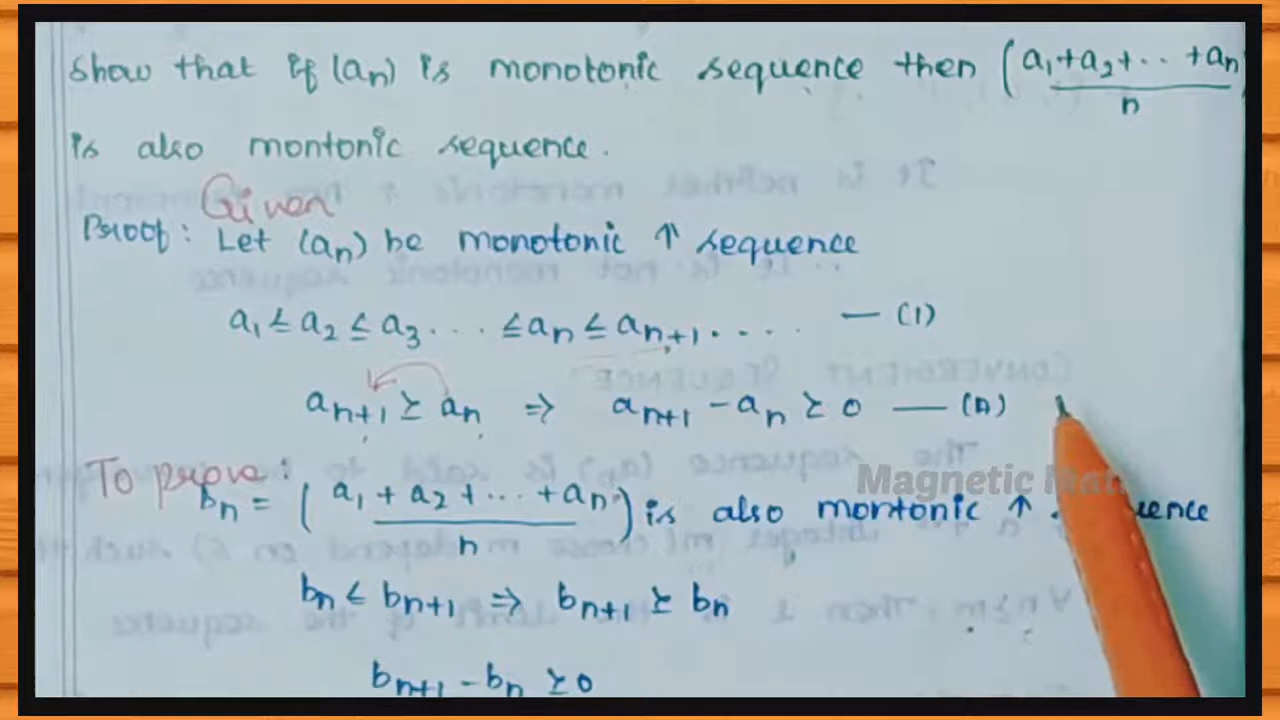 Show that if (an) is monotonic sequence then (a1+a2+·· +an
n
is also montonic sequence.
Given
Proof: Let (an) be monotonic ↑ sequence
a1 ≤ a2 ≤ a3 ... ≤ an ≤ an+1 .... — (1)
an+1 ≥ an ⇒ an+1 - an ≥ 0 — (A)
To prove:
bn = (a1 + a2 + ··· + an) is also montonic ↑
n
bn ≤ bn+1 ⇒ bn+1 ≥ bn
bn+1 - bn ≥ 0